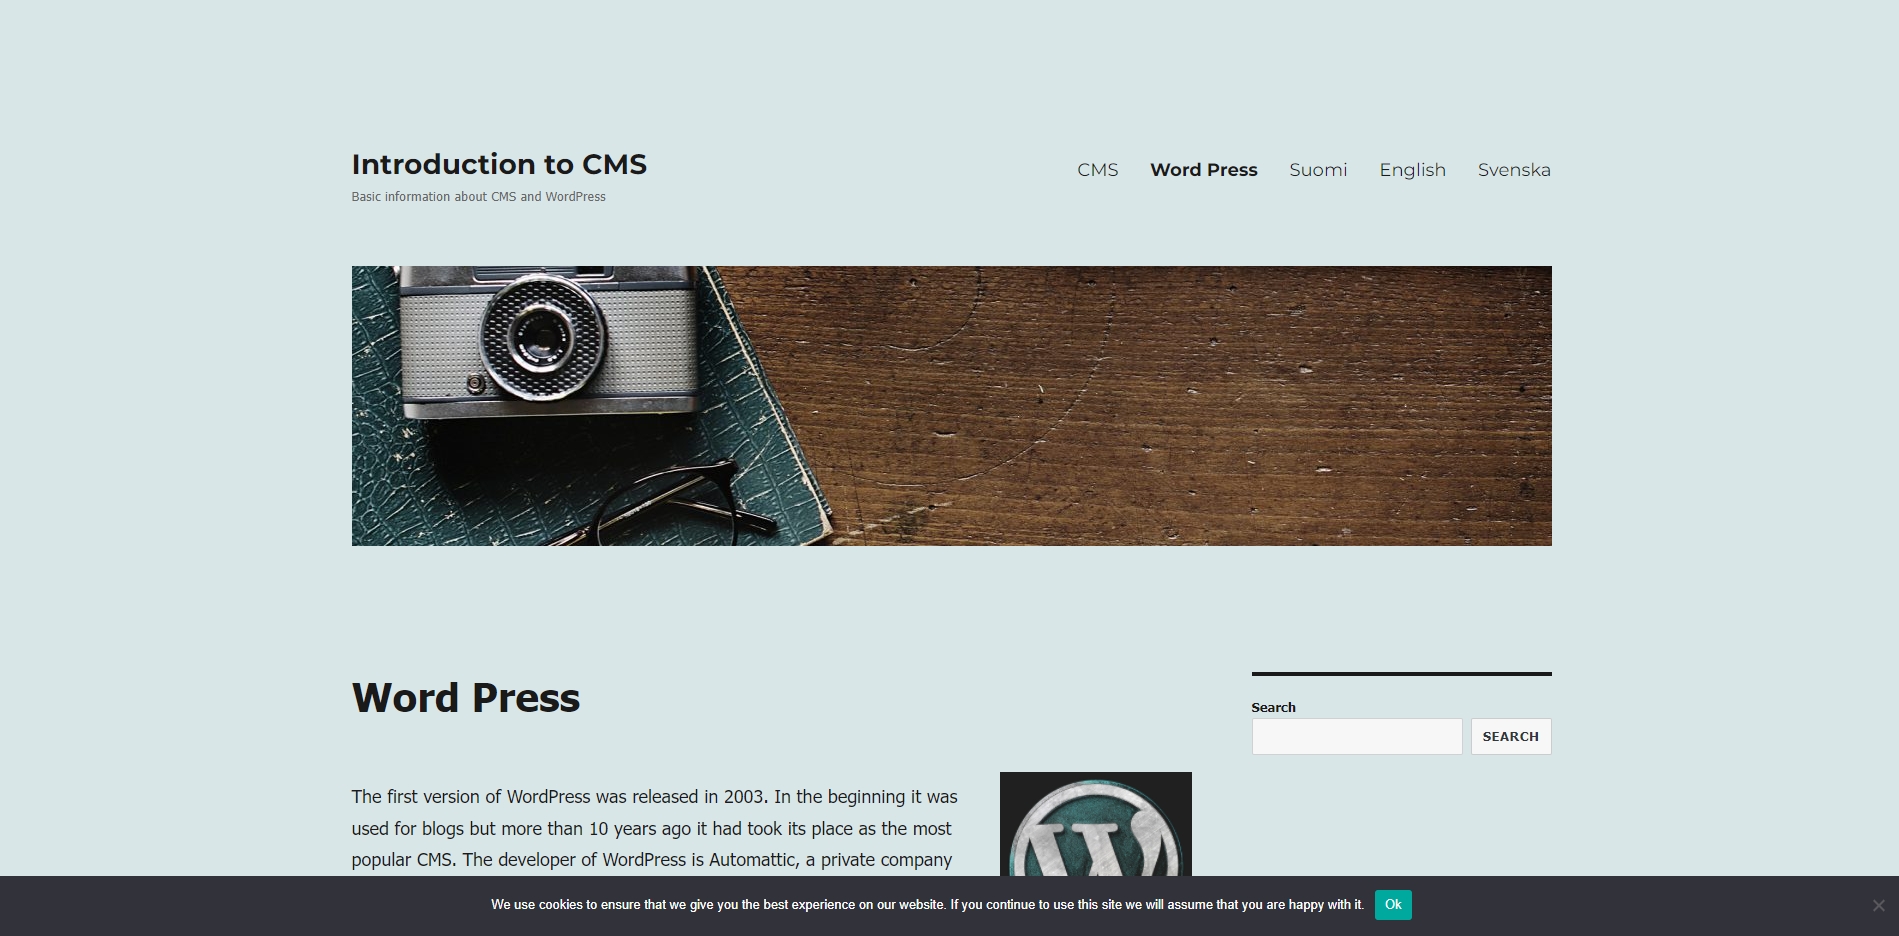 Introduction to CMS
Basic information about CMS and WordPress
CMS
Word Press
Suomi
English
Svenska
Word Press
The first version of WordPress was released in 2003. In the beginning it was
used for blogs but more than 10 years ago it had took its place as the most
popular CMS. The developer of WordPress is Automattic, a private company
Search
SEARCH
We use cookies to ensure that we give you the best experience on our website. If you continue to use this site we will assume that you are happy with it.
Ok